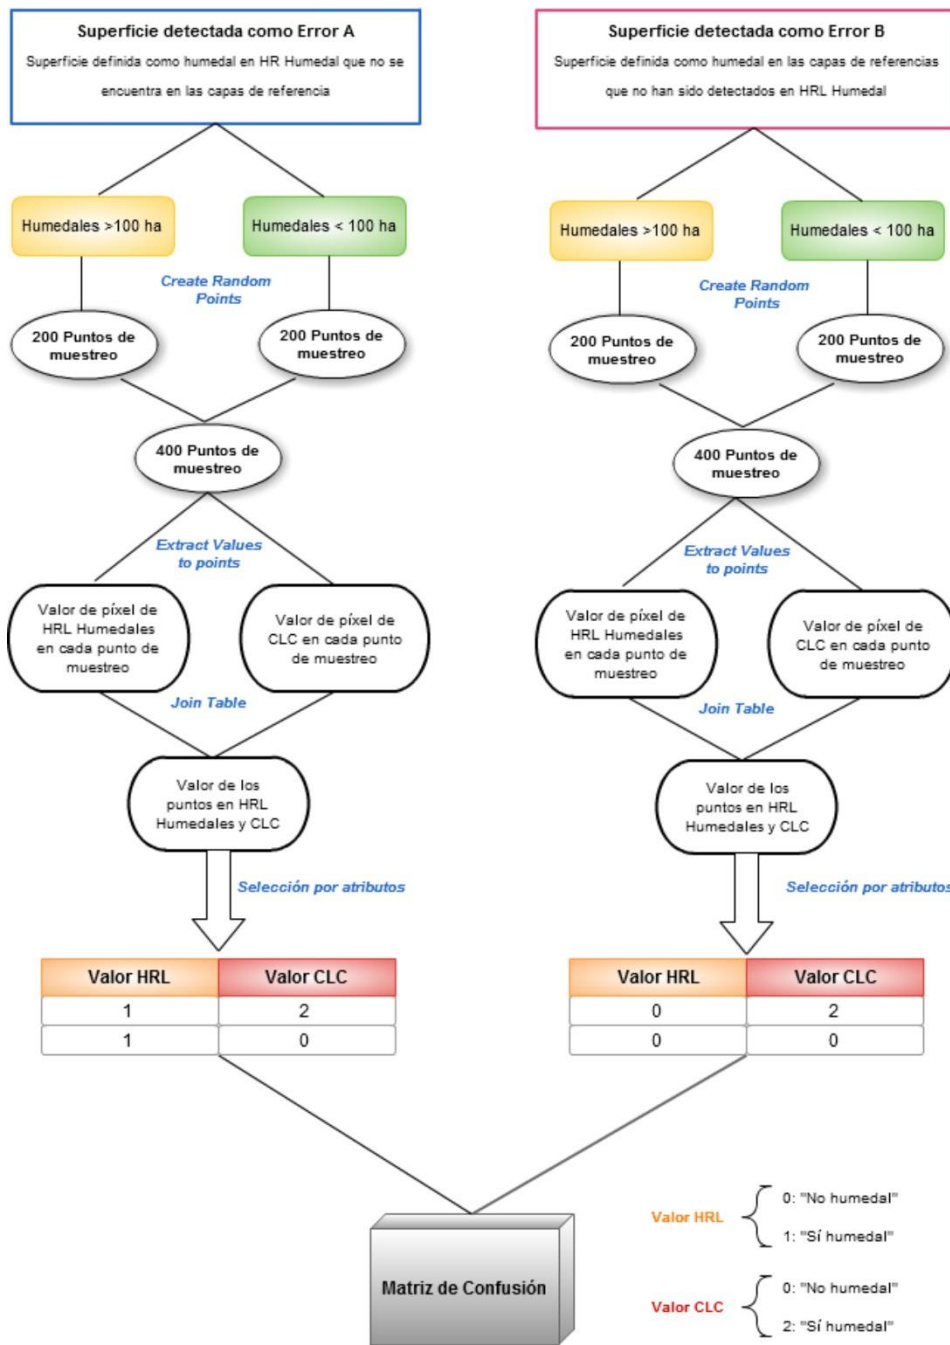 Superficie detectada como Error A
Superficie definida como humedal en HR Humedal que no se
encuentra en las capas de referencia
Humedales >100 ha
Humedales < 100 ha
Create Random
Points
200 Puntos de
muestreo
200 Puntos de
muestreo
400 Puntos de
muestreo
Extract Values
to points
Valor de píxel de
HRL Humedales
en cada punto de
muestreo
Valor de píxel de
CLC en cada punto
de muestreo
Join Table
Valor de los
puntos en HRL
Humedales y CLC
Selección por atributos
Valor HRL
Valor CLC
1
2
1
0
Superficie detectada como Error B
Superficie definida como humedal en las capas de referencias
que no han sido detectados en HRL Humedal
Humedales >100 ha
Humedales < 100 ha
Create Random
Points
200 Puntos de
muestreo
200 Puntos de
muestreo
400 Puntos de
muestreo
Extract Values
to points
Valor de píxel de
HRL Humedales
en cada punto de
muestreo
Valor de píxel de
CLC en cada punto
de muestreo
Join Table
Valor de los
puntos en HRL
Humedales y CLC
Selección por atributos
Valor HRL
Valor CLC
0
2
0
0
Matriz de Confusión
Valor HRL
0: "No humedal"
1: "Sí humedal"
Valor CLC
0: "No humedal"
2: "Sí humedal"